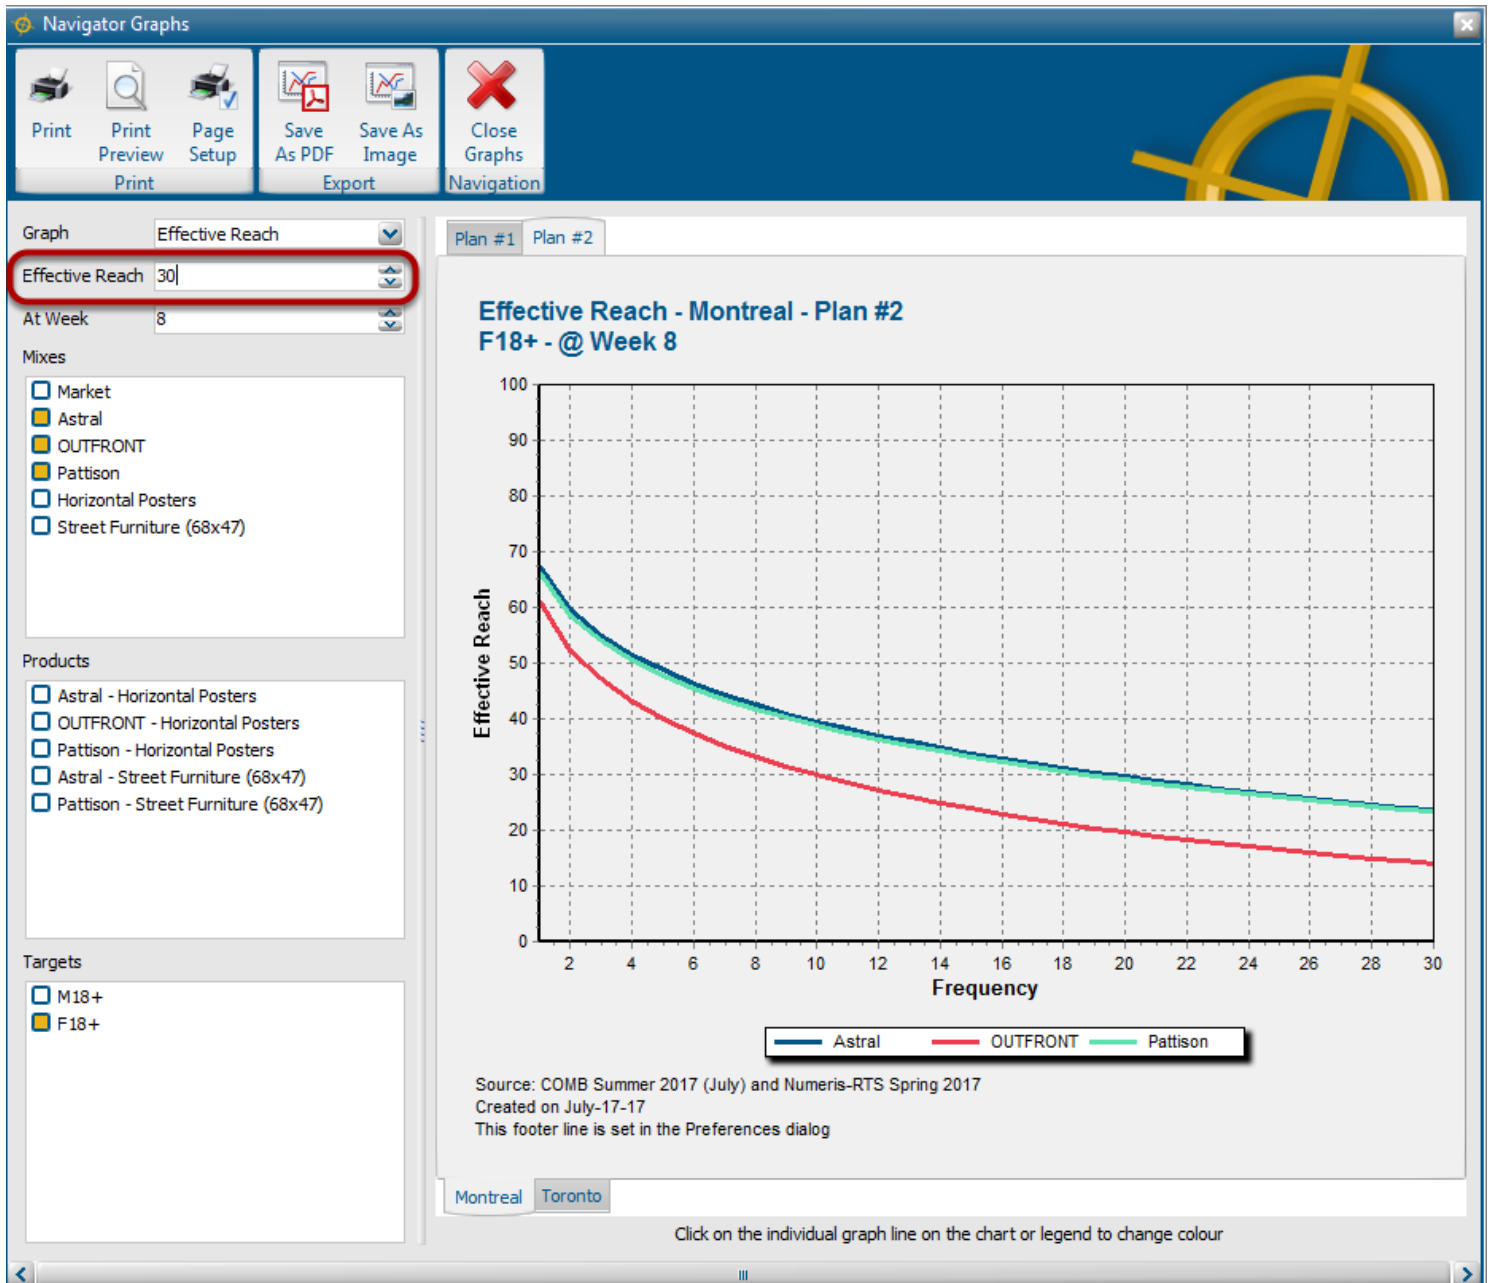 Navigator Graphs
Print
Print Preview
Page Setup
Save As PDF
Save As Image
Close Graphs
Print
Export
Navigation
Graph
Effective Reach
Effective Reach
30
At Week
8
Mixes
Market
Astral
OUTFRONT
Pattison
Horizontal Posters
Street Furniture (68x47)
Products
Astral - Horizontal Posters
OUTFRONT - Horizontal Posters
Pattison - Horizontal Posters
Astral - Street Furniture (68x47)
Pattison - Street Furniture (68x47)
Targets
M18+
F18+
Plan #1
Plan #2
Effective Reach - Montreal - Plan #2
F18+ - @ Week 8
100
90
80
70
60
50
40
30
20
10
0
Effective Reach
2 4 6 8 10 12 14 16 18 20 22 24 26 28 30
Frequency
Astral
OUTFRONT
Pattison
Source: COMB Summer 2017 (July) and Numeris-RTS Spring 2017
Created on July-17-17
This footer line is set in the Preferences dialog
Montreal
Toronto
Click on the individual graph line on the chart or legend to change colour